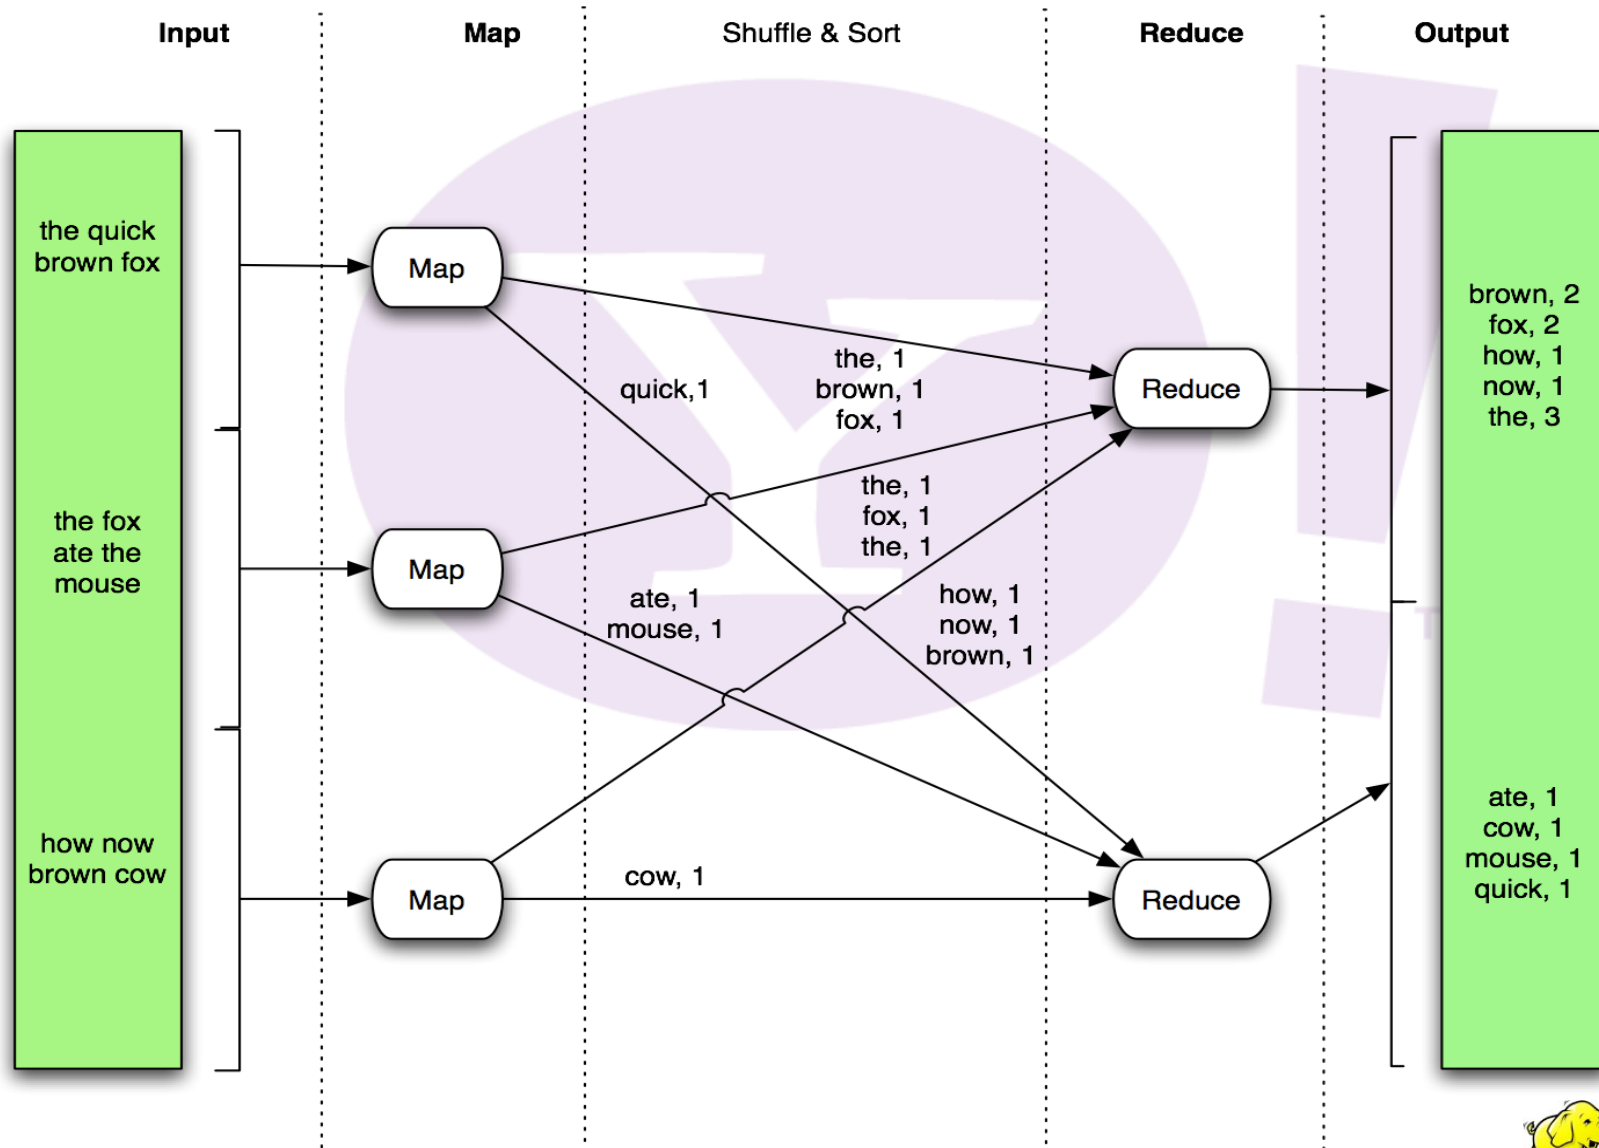 Input
Map
Shuffle & Sort
Reduce
Output
the quick
brown fox
the fox
ate the
mouse
how now
brown cow
Map
Map
Map
quick,1
the, 1
brown, 1
fox, 1
the, 1
fox, 1
the, 1
ate, 1
mouse, 1
how, 1
now, 1
brown, 1
cow, 1
Reduce
Reduce
brown, 2
fox, 2
how, 1
now, 1
the, 3
ate, 1
cow, 1
mouse, 1
quick, 1
Y!